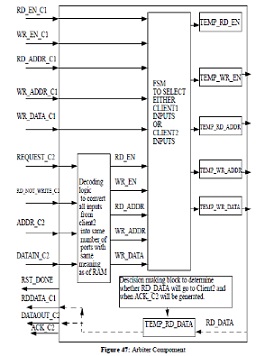 RD_EN_C1
WR_EN_C1
RD_ADDR_C1
WR_ADDR_C1
WR_DATA_C1
FSM
TO SELECT
EITHER
CLIENT1
INPUTS
OR
CLIENT2
INPUTS
TEMP_RD_EN
TEMP_WR_EN
TEMP_RD_ADDR
TEMP_WR_ADDR
TEMP_WR_DATA
REQUEST_C2
RD_NOT_WRITE_C2
ADDR_C2
DATAIN_C2
Decoding
logic
to convert
all inputs
from
client2
into same
number of
ports with
same
meaning
as of RAM
RD_EN
WR_EN
RD_ADDR
WR_ADDR
WR_DATA
RST_DONE
RDDATA_C1
DATAOUT_C2
ACK_C2
Descision making block to determine
whether RD_DATA will go to Client2 and
when ACK_C2 will be generated.
TEMP_RD_DATA
RD_DATA
Figure 47: Arbiter Component